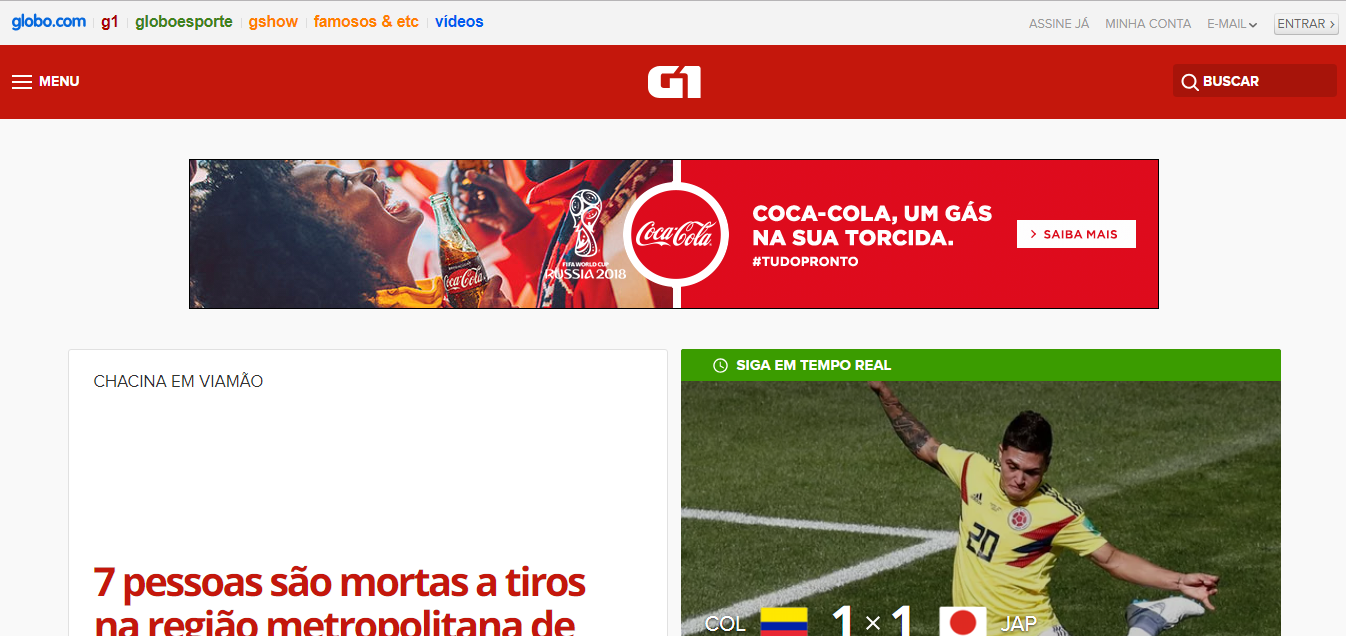 globo.com g1 globoesporte gshow famosos & etc vídeos
ASSINE JÁ MINHA CONTA E-MAIL ENTRAR
MENU
G1
BUSCAR
Coca-Cola
FIFA WORLD CUP
RUSSIA 2018
Coca-Cola
COCA-COLA, UM GÁS
NA SUA TORCIDA.
#TUDOPRONTO
SAIBA MAIS
CHACINA EM VIAMÃO
7 pessoas são mortas a tiros
na região metropolitana de
SIGA EM TEMPO REAL
20
COL 1 × 1 JAP